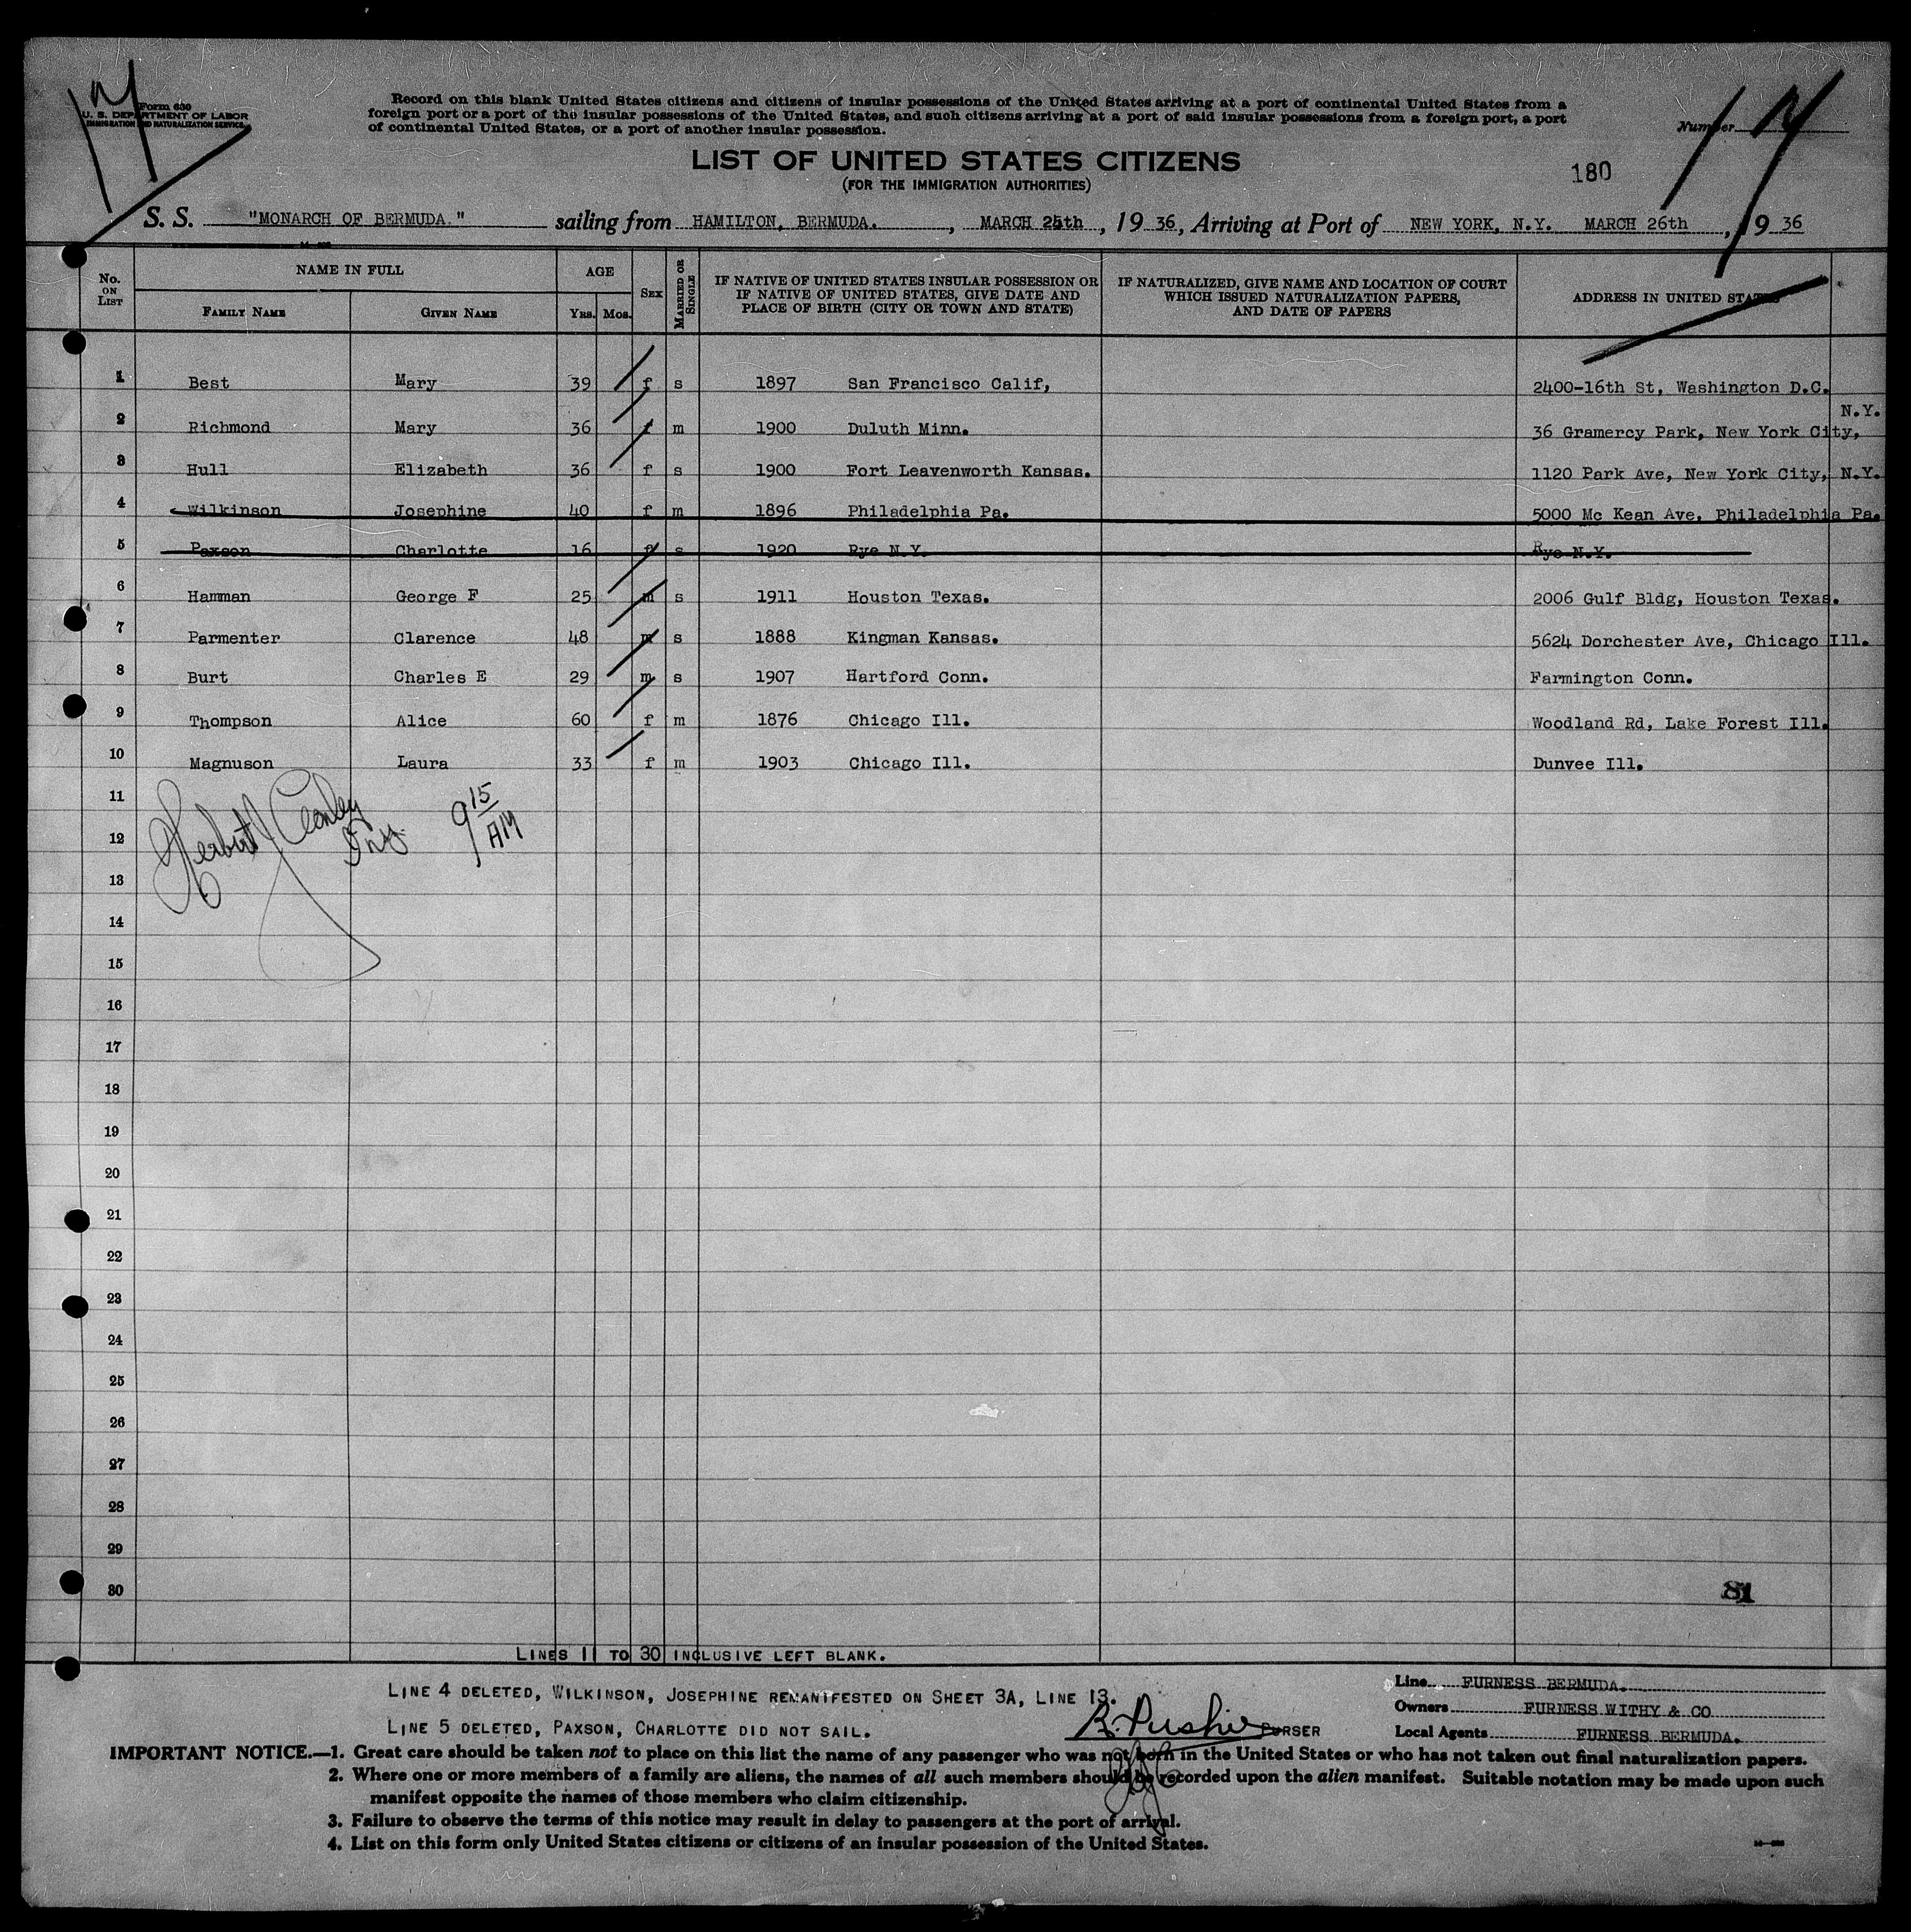 Form 630
U. S. DEPARTMENT OF LABOR
IMMIGRATION AND NATURALIZATION SERVICE
Record on this blank United States citizens and citizens of insular possessions of the United States arriving at a port of continental United States from a
foreign port or a port of the insular possessions of the United States, and such citizens arriving at a port of said insular possessions from a foreign port, a port
of continental United States, or a port of another insular possession.
Number
LIST OF UNITED STATES CITIZENS
(FOR THE IMMIGRATION AUTHORITIES)
180
S. S. "MONARCH OF BERMUDA." sailing from HAMILTON, BERMUDA. , MARCH 25th , 19 36, Arriving at Port of NEW YORK, N.Y. MARCH 26th , 19 36
No. ON LIST NAME IN FULL FAMILY NAME GIVEN NAME AGE YRS. MOS. SEX MARRIED OR SINGLE IF NATIVE OF UNITED STATES INSULAR POSSESSION OR IF NATIVE OF UNITED STATES, GIVE DATE AND PLACE OF BIRTH (CITY OR TOWN AND STATE) IF NATURALIZED, GIVE NAME AND LOCATION OF COURT WHICH ISSUED NATURALIZATION PAPERS, AND DATE OF PAPERS ADDRESS IN UNITED STATES
1 Best Mary 39 f s 1897 San Francisco Calif, 2400-16th St, Washington D.C.
2 Richmond Mary 36 f m 1900 Duluth Minn. 36 Gramercy Park, New York City, N.Y.
3 Hull Elizabeth 36 f s 1900 Fort Leavenworth Kansas. 1120 Park Ave, New York City, N.Y.
4 Wilkinson Josephine 40 f m 1896 Philadelphia Pa. 5000 Mc Kean Ave, Philadelphia Pa.
5 Paxson Charlotte 16 f s 1920 Rye N.Y. Rye N.Y.
6 Hamman George F 25 m s 1911 Houston Texas. 2006 Gulf Bldg, Houston Texas.
7 Parmenter Clarence 48 m s 1888 Kingman Kansas. 5624 Dorchester Ave, Chicago Ill.
8 Burt Charles E 29 m s 1907 Hartford Conn. Farmington Conn.
9 Thompson Alice 60 f m 1876 Chicago Ill. Woodland Rd, Lake Forest Ill.
10 Magnuson Laura 33 f m 1903 Chicago Ill. Dunvee Ill.
11
12 Herbert J 9 15 AM
13
14
15
16
17
18
19
20
21
22
23
24
25
26
27
28
29
30
81
LINES 11 TO 30 INCLUSIVE LEFT BLANK.
LINE 4 DELETED, WILKINSON, JOSEPHINE REMANIFESTED ON SHEET 3A, LINE 13.
LINE 5 DELETED, PAXSON, CHARLOTTE DID NOT SAIL.
PURSER
Line FURNESS BERMUDA.
Owners FURNESS WITHY & CO
Local Agents FURNESS BERMUDA.
IMPORTANT NOTICE.—1. Great care should be taken not to place on this list the name of any passenger who was not born in the United States or who has not taken out final naturalization papers.
2. Where one or more members of a family are aliens, the names of all such members should be recorded upon the alien manifest. Suitable notation may be made upon such
manifest opposite the names of those members who claim citizenship.
3. Failure to observe the terms of this notice may result in delay to passengers at the port of arrival.
4. List on this form only United States citizens or citizens of an insular possession of the United States.